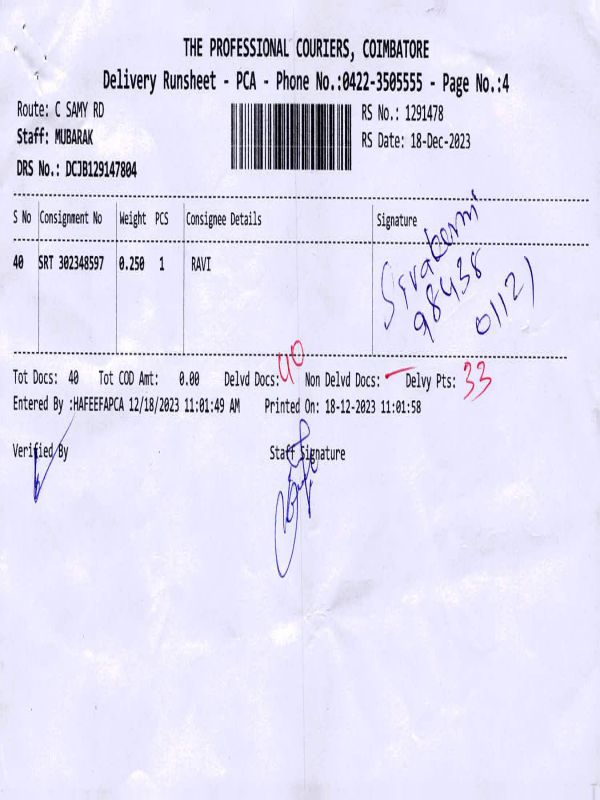 THE PROFESSIONAL COURIERS, COIMBATORE
Delivery Runsheet - PCA - Phone No.:0422-3505555 - Page No.:4
Route: C SAMY RD
RS No.: 1291478
Staff: MUBARAK
RS Date: 18-Dec-2023
DRS No.: DCJB129147804
S No Consignment No Weight PCS Consignee Details Signature
40 SRT 302348597 0.250 1 RAVI
98438
01121
Tot Docs: 40 Tot COD Amt: 0.00 Delvd Docs: 40 Non Delvd Docs: — Delvy Pts: 33
Entered By :HAFEEFAPCA 12/18/2023 11:01:49 AM Printed On: 18-12-2023 11:01:58
Verified By Staff Signature